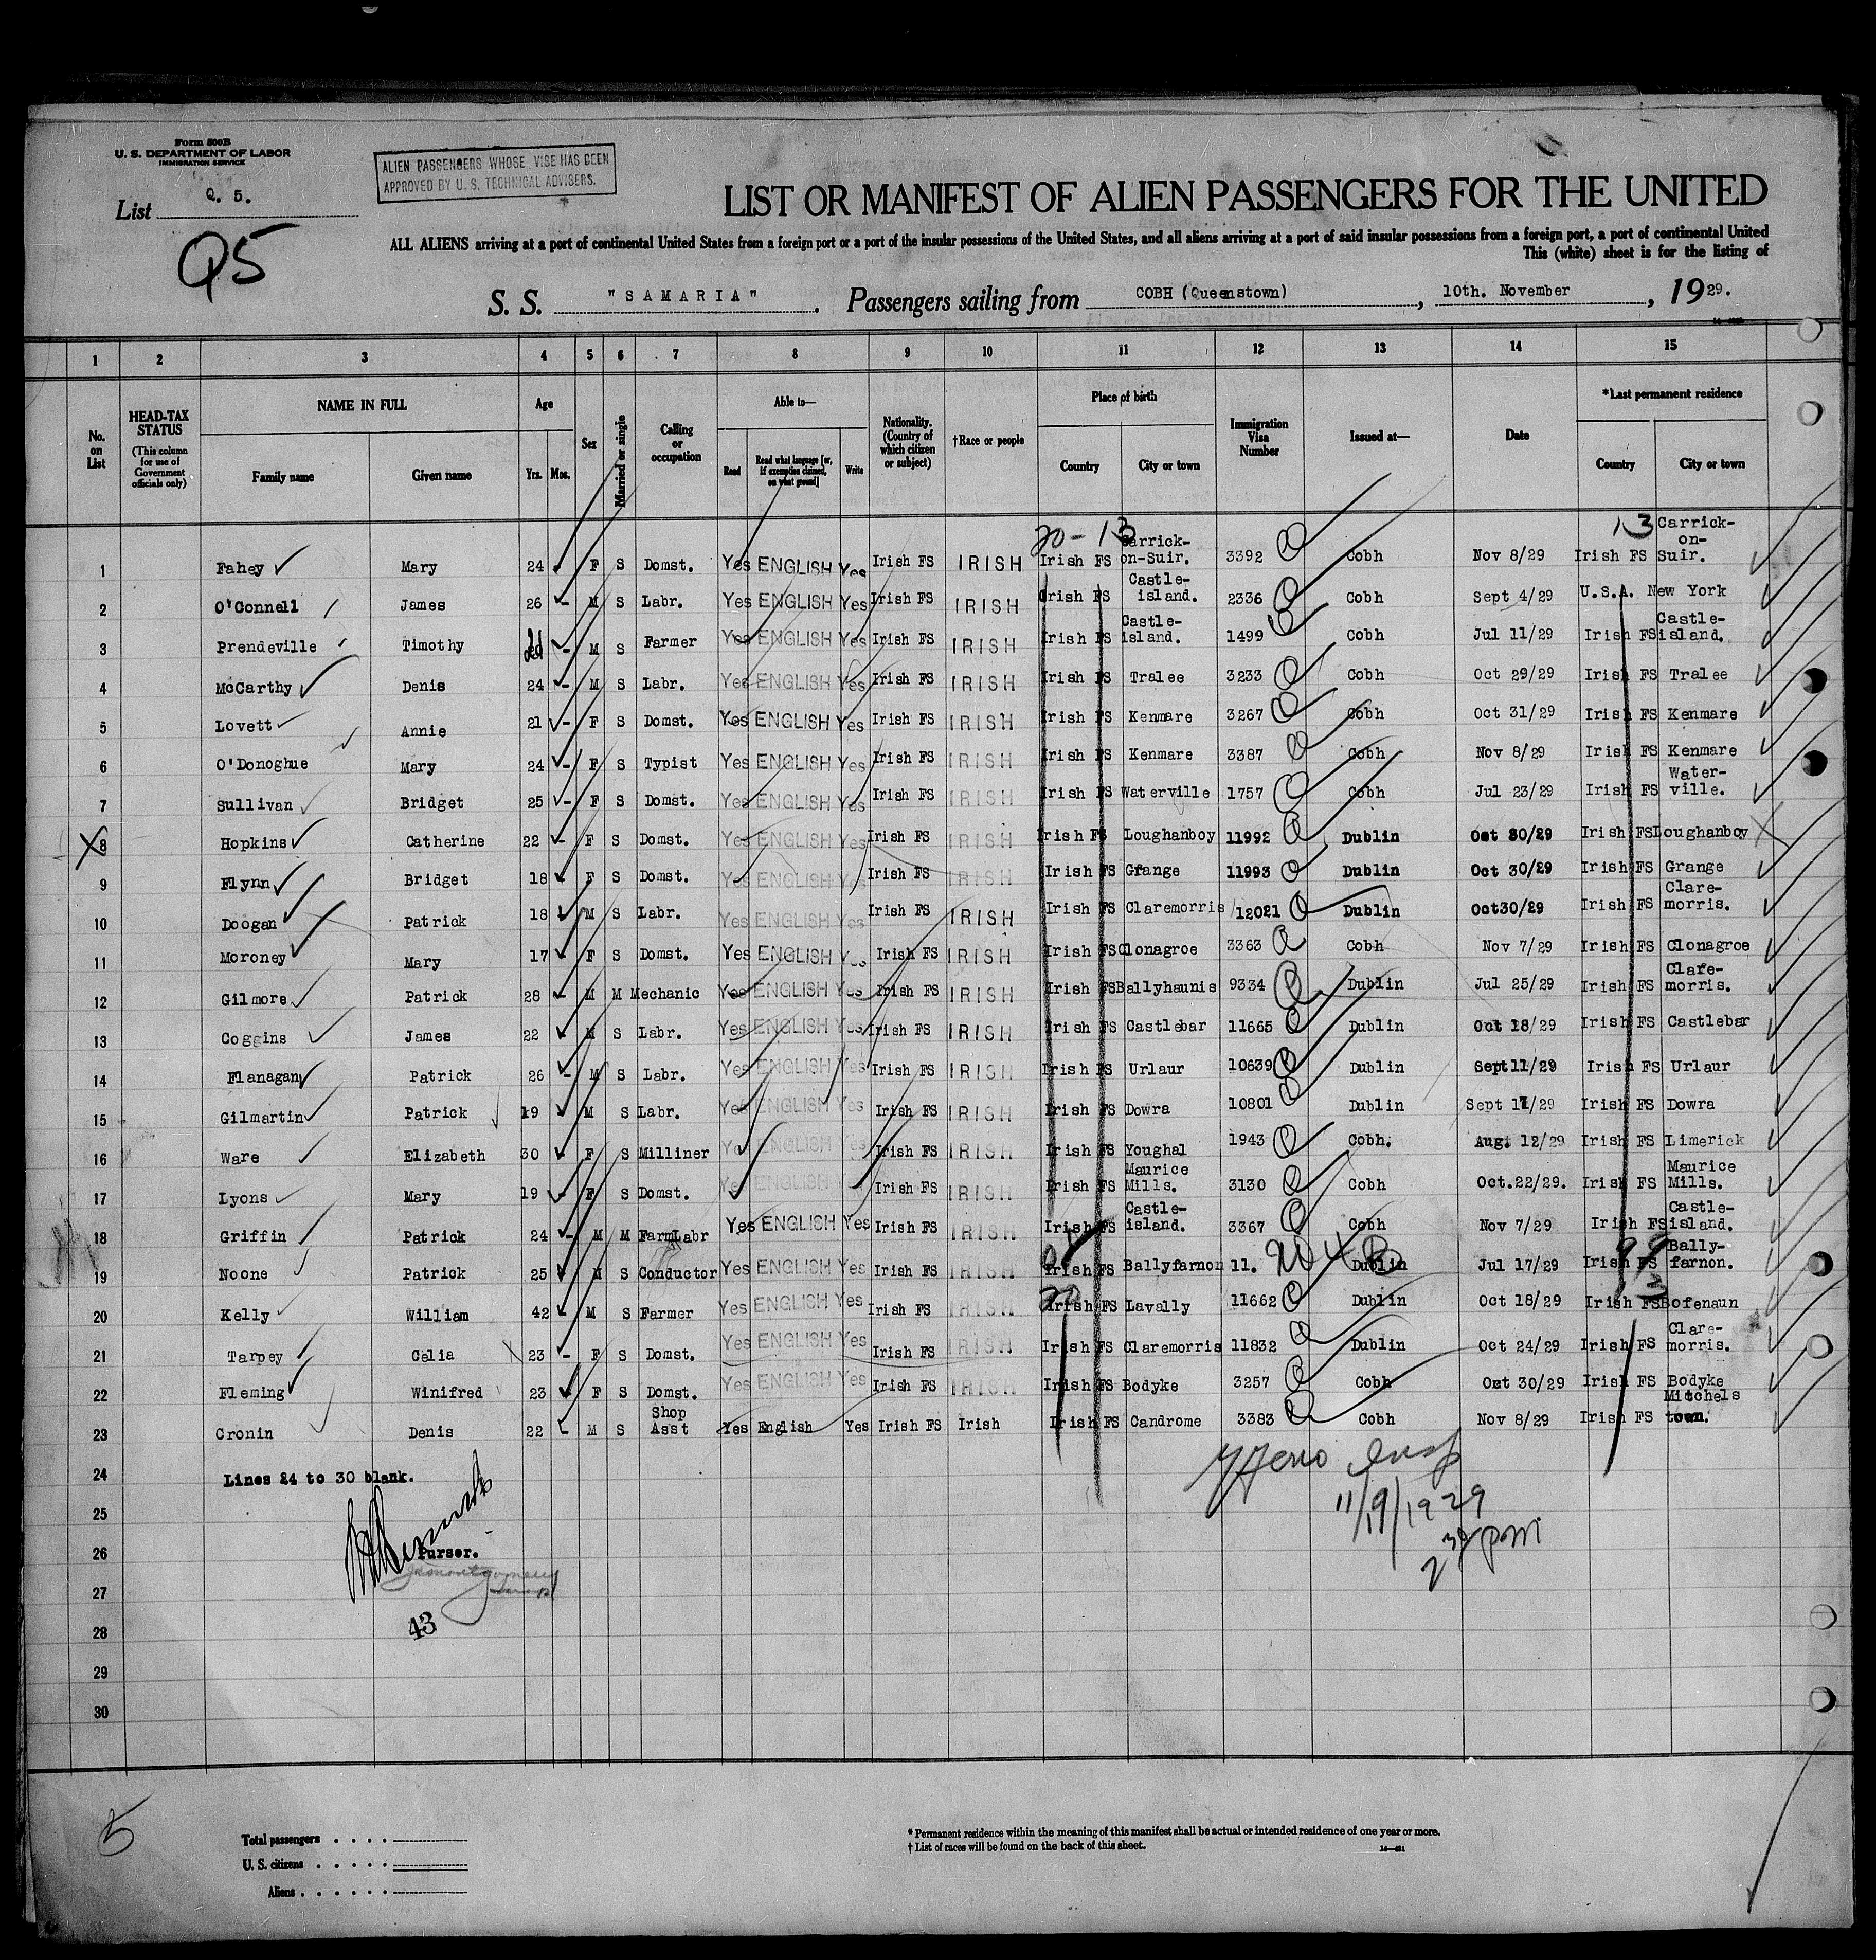 Form 500B
U. S. DEPARTMENT OF LABOR
IMMIGRATION SERVICE
ALIEN PASSENGERS WHOSE VISE HAS BEEN
APPROVED BY U. S. TECHNICAL ADVISERS.
List Q. 5.
Q5
LIST OR MANIFEST OF ALIEN PASSENGERS FOR THE UNITED
ALL ALIENS arriving at a port of continental United States from a foreign port or a port of the insular possessions of the United States, and all aliens arriving at a port of said insular possessions from a foreign port, a port of continental United
This (white) sheet is for the listing of
S. S. "SAMARIA". Passengers sailing from COBH (Queenstown), 10th. November, 1929.
1 2 3 4 5 6 7 8 9 10 11 12 13 14 15
No. on List
HEAD-TAX STATUS (This column for use of Government officials only)
NAME IN FULL Family name Given name
Age Yrs. Mos.
Sex
Married or single
Calling or occupation
Able to— Read Read what language [or, if exemption claimed, on what ground] Write
Nationality. (Country of which citizen or subject)
†Race or people
Place of birth Country City or town
Immigration Visa Number
Issued at—
Date
*Last permanent residence Country City or town
20-13 13
1 Fahey Mary 24 F S Domst. Yes ENGLISH Yes Irish FS IRISH Irish FS Carrick-on-Suir. 3392 Cobh Nov 8/29 Irish FS Carrick-on-Suir.
2 O'Connell James 26 - M S Labr. Yes ENGLISH Yes Irish FS IRISH Irish FS Castle-island. 2336 Cobh Sept 4/29 U.S.A. New York
3 Prendeville Timothy - M S Farmer Yes ENGLISH Yes Irish FS IRISH Irish FS Castle-island. 1499 Cobh Jul 11/29 Irish FS Castle-island.
4 McCarthy Denis 24 - M S Labr. Yes ENGLISH Yes Irish FS IRISH Irish FS Tralee 3233 Cobh Oct 29/29 Irish FS Tralee
5 Lovett Annie 21 - F S Domst. Yes ENGLISH Yes Irish FS IRISH Irish FS Kenmare 3267 Cobh Oct 31/29 Irish FS Kenmare
6 O'Donoghue Mary 24 - F S Typist Yes ENGLISH Yes Irish FS IRISH Irish FS Kenmare 3387 Cobh Nov 8/29 Irish FS Kenmare
7 Sullivan Bridget 25 - F S Domst. Yes ENGLISH Yes Irish FS IRISH Irish FS Waterville 1757 Cobh Jul 23/29 Irish FS Water-ville.
X 8 Hopkins Catherine 22 - F S Domst. Yes ENGLISH Yes Irish FS IRISH Irish FS Loughanboy 11992 Dublin Oct 30/29 Irish FS Loughanboy
9 Flynn Bridget 18 F S Domst. Yes ENGLISH Yes Irish FS IRISH Irish FS Grange 11993 Dublin Oct 30/29 Irish FS Grange
10 Doogan Patrick 18 M S Labr. Yes ENGLISH Yes Irish FS IRISH Irish FS Claremorris 12021 Dublin Oct30/29 Irish FS Clare-morris.
11 Moroney Mary 17 F S Domst. Yes ENGLISH Yes Irish FS IRISH Irish FS Clonagroe 3363 Cobh Nov 7/29 Irish FS Clonagroe
12 Gilmore Patrick 28 - M M Mechanic Yes ENGLISH Yes Irish FS IRISH Irish FS Ballyhaunis 9334 Dublin Jul 25/29 Irish FS Clare-morris.
13 Coggins James 22 M S Labr. Yes ENGLISH Yes Irish FS IRISH Irish FS Castlebar 11665 Dublin Oct 18/29 Irish FS Castlebar
14 Flanagan Patrick 26 - M S Labr. Yes ENGLISH Yes Irish FS IRISH Irish FS Urlaur 10639 Dublin Sept11/29 Irish FS Urlaur
15 Gilmartin Patrick 19 M S Labr. Yes ENGLISH Yes Irish FS IRISH Irish FS Dowra 10801 Dublin Sept /29 Irish FS Dowra
16 Ware Elizabeth 30 F S Milliner Yes ENGLISH Yes Irish FS IRISH Irish FS Youghal 1943 Cobh. Aug. 12/29 Irish FS Limerick
17 Lyons Mary 19 - F S Domst. Yes ENGLISH Yes Irish FS IRISH Irish FS Maurice Mills. 3130 Cobh Oct.22/29. Irish FS Maurice Mills.
18 Griffin Patrick 24 - M M FarmLabr Yes ENGLISH Yes Irish FS IRISH Irish FS Castle-island. 3367 Cobh Nov 7/29 Irish FS Castle-island.
19 Noone Patrick 25 M S Conductor Yes ENGLISH Yes Irish FS IRISH Irish FS Ballyfarnon 11. Dublin Jul 17/29 Irish FS Bally-farnon.
20 Kelly William 42 M S Farmer Yes ENGLISH Yes Irish FS IRISH Irish FS Lavally 11662 Dublin Oct 18/29 Irish FS Bofenaun
21 Tarpey Celia 23 - F S Domst. Yes ENGLISH Yes Irish FS IRISH Irish FS Claremorris 11832 Dublin Oct 24/29 Irish FS Clare-morris.
22 Fleming Winifred 23 F S Domst. Yes ENGLISH Yes Irish FS IRISH Irish FS Bodyke 3257 Cobh Oct 30/29 Irish FS Bodyke
23 Cronin Denis 22 - M S Shop Asst Yes English Yes Irish FS Irish Irish FS Candrome 3383 Cobh Nov 8/29 Irish FS Mitchels town.
24 Lines 24 to 30 blank.
25 11/19/1929
26 Purser. 2 30 pm
27
28 43
29
30
5
Total passengers
U. S. citizens
Aliens
* Permanent residence within the meaning of this manifest shall be actual or intended residence of one year or more.
† List of races will be found on the back of this sheet.